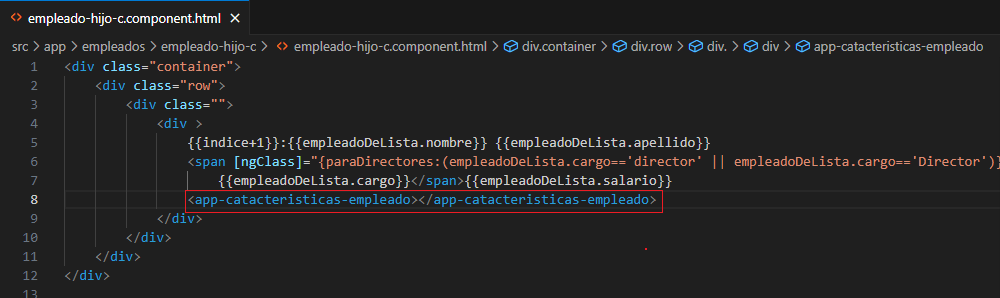 empleado-hijo-c.component.html
src > app > empleados > empleado-hijo-c > empleado-hijo-c.component.html > div.container > div.row > div. > div > app-catacteristicas-empleado
1 <div class="container">
2 <div class="row">
3 <div class="">
4 <div >
5 {{indice+1}}:{{empleadoDeLista.nombre}} {{empleadoDeLista.apellido}}
6 <span [ngClass]="{paraDirectores:(empleadoDeLista.cargo=='director' || empleadoDeLista.cargo=='Director')}
7 {{empleadoDeLista.cargo}}</span>{{empleadoDeLista.salario}}
8 <app-catacteristicas-empleado></app-catacteristicas-empleado>
9 </div>
10 </div>
11 </div>
12 </div>
13